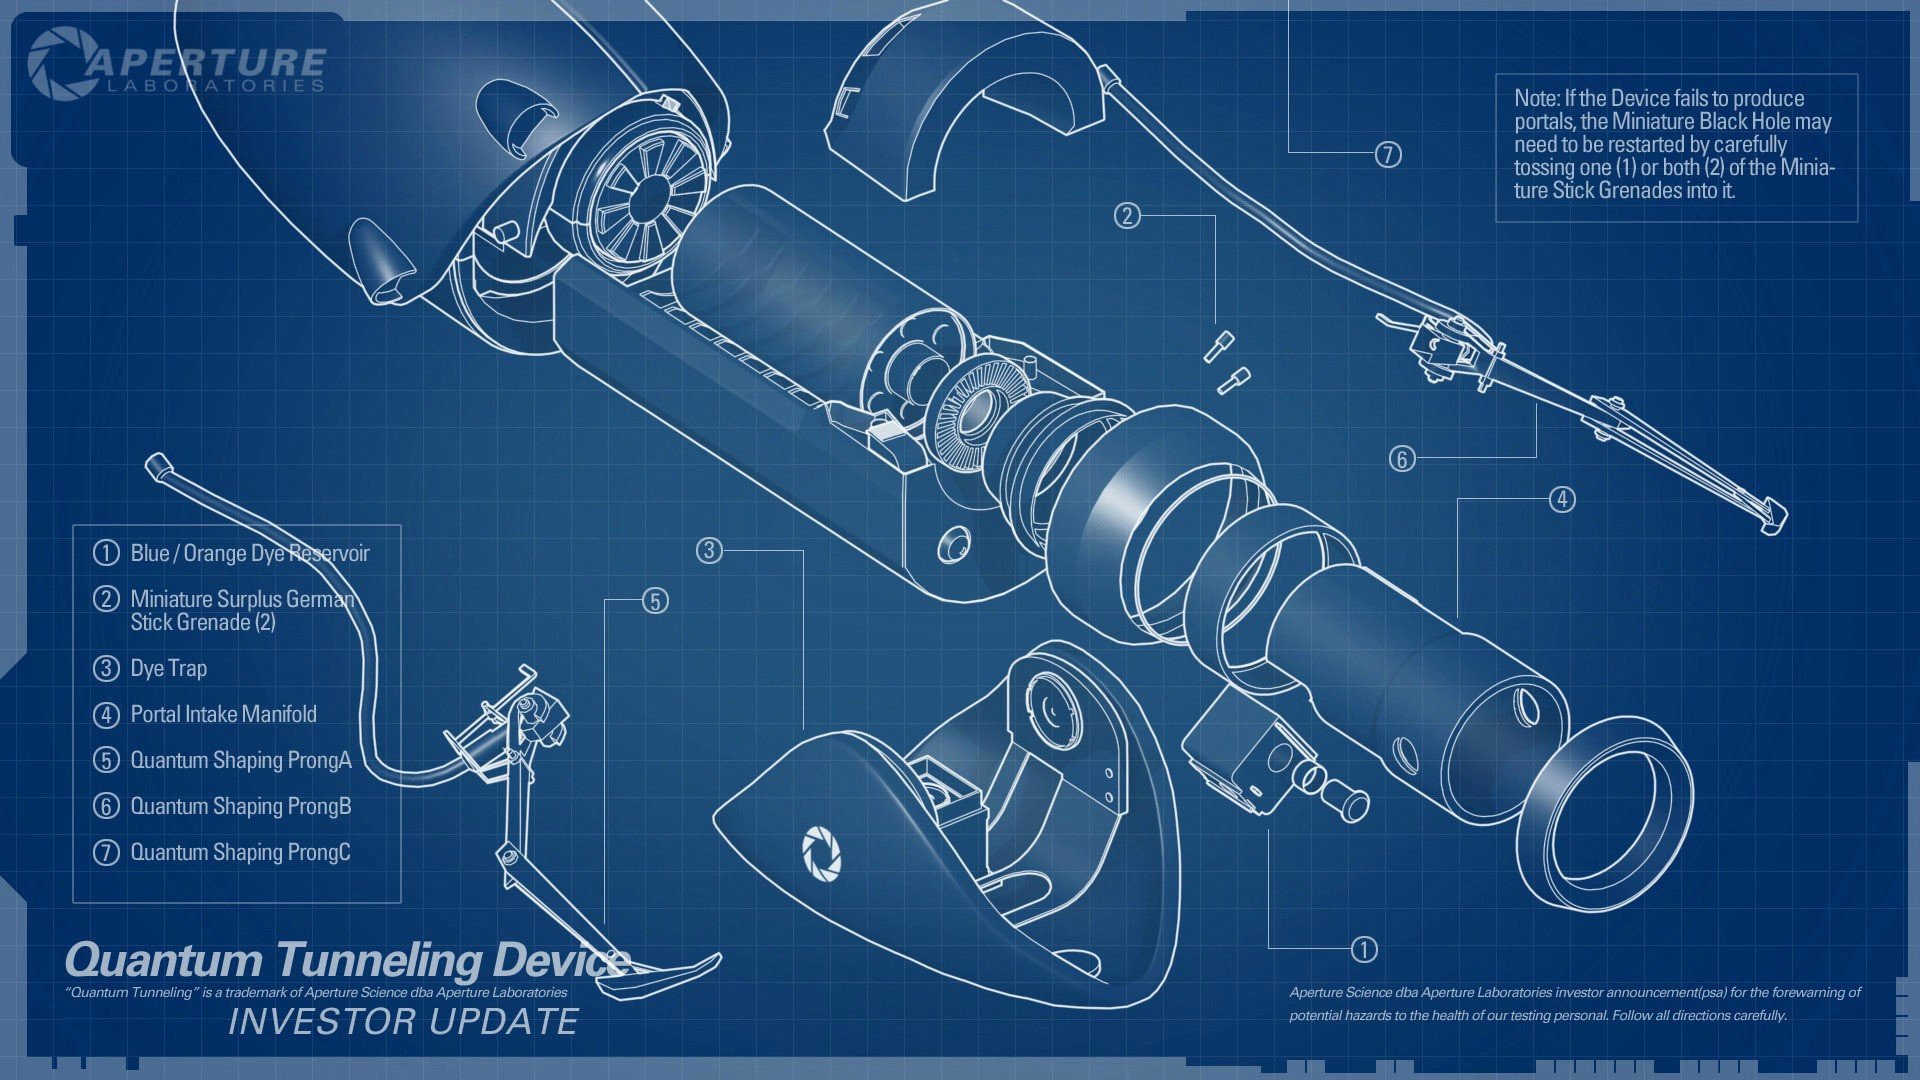 APERTURE
LABORATORIES
Note: If the Device fails to produce
portals, the Miniature Black Hole may
need to be restarted by carefully
tossing one (1) or both (2) of the Minia-
ture Stick Grenades into it.
7
2
6
4
3
5
1 Blue / Orange Dye Reservoir
2 Miniature Surplus German
Stick Grenade (2)
3 Dye Trap
4 Portal Intake Manifold
5 Quantum Shaping ProngA
6 Quantum Shaping ProngB
7 Quantum Shaping ProngC
1
Quantum Tunneling Device
"Quantum Tunneling" is a trademark of Aperture Science dba Aperture Laboratories
INVESTOR UPDATE
Aperture Science dba Aperture Laboratories investor announcement(psa) for the forewarning of
potential hazards to the health of our testing personal. Follow all directions carefully.